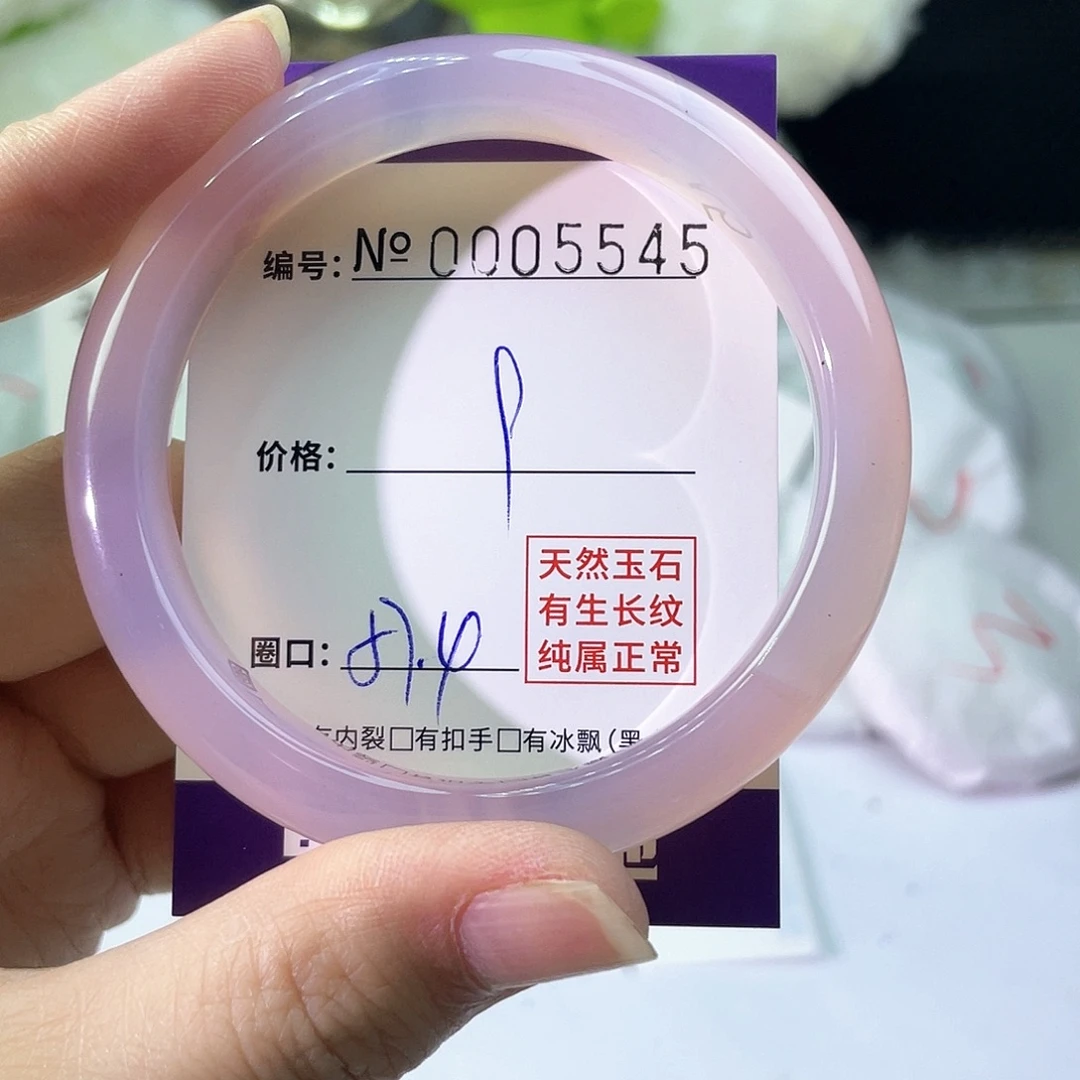 编号: № 0005545
价格: P
天然玉石
有生长纹
纯属正常
圈口: 57.4
内裂□有扣手□有冰飘(黑